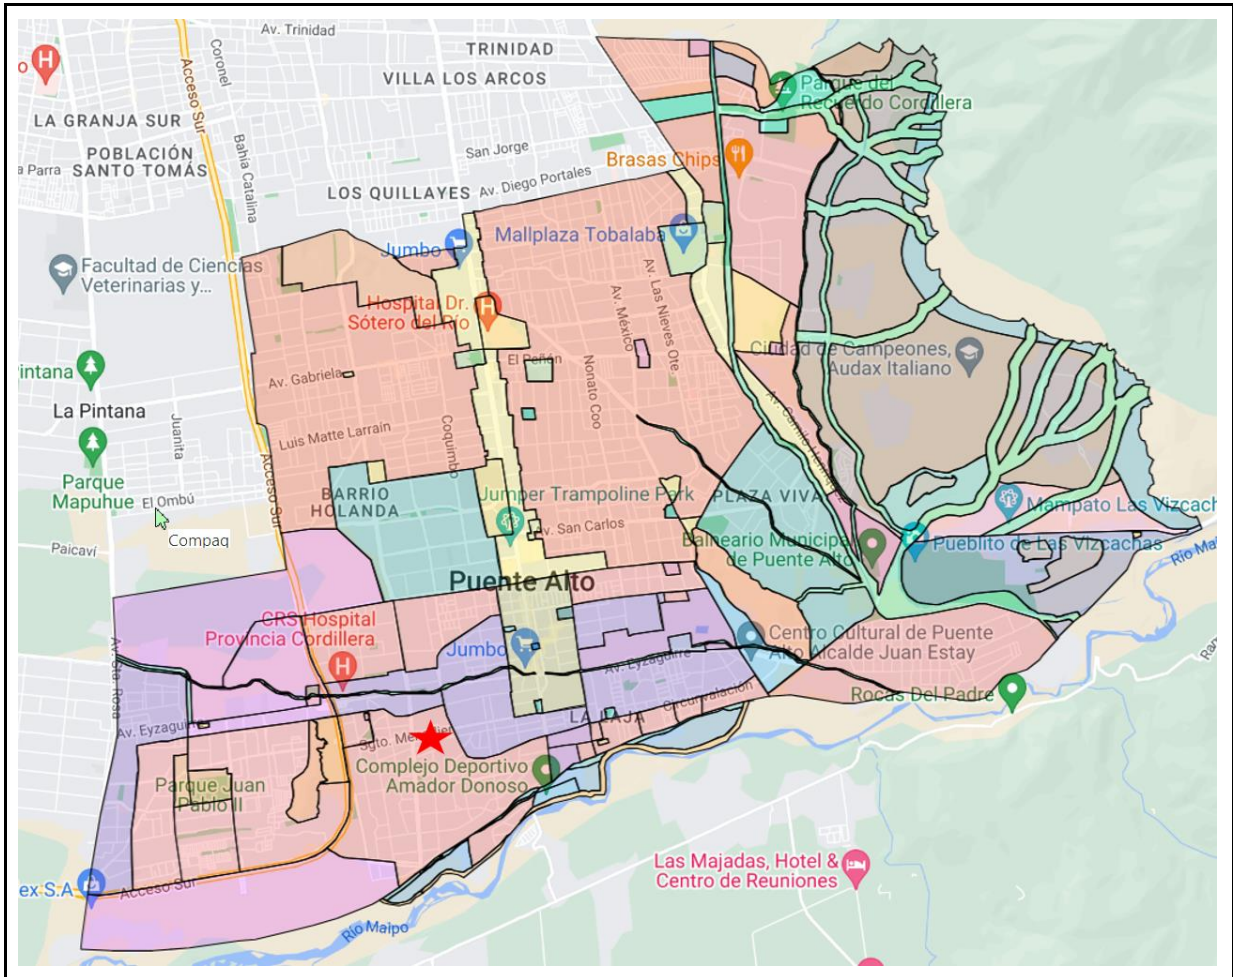 Av. Trinidad
TRINIDAD
VILLA LOS ARCOS
Coronel
Acceso Sur
Parque del
Recuerdo Cordillera
LA GRANJA SUR
POBLACIÓN
SANTO TOMÁS
a Parra
Bahía Catalina
San Jorge
Brasas Chips
LOS QUILLAYES
Av. Diego Portales
Jumbo
Mallplaza Tobalaba
Facultad de Ciencias
Veterinarias y...
Hospital Dr.
Sótero del Río
Av. México
Av. Las Nieves Ote.
El Peñón
Nonato Coo
Ciudad de Campeones,
Audax Italiano
intana
Av. Gabriela
La Pintana
Juanita
Luis Matte Larraín
Coquimbo
Acceso Sur
Parque
Mapuhue
El Ombú
Compaq
Paicaví
BARRIO
HOLANDA
Jumper Trampoline Park
PLAZA VIVA
Av. San Carlos
Mampato Las Vizcach
Balneario Municipal
de Puente Alto
Pueblito de Las Vizcachas
Río Ma
Puente Alto
CRS Hospital
Provincia Cordillera
Jumbo
Centro Cultural de Puente
Alto Alcalde Juan Estay
Av. Sta. Rosa
Av. Eyzaguirre
Rocas Del Padre
Circunvalación
LA LAJA
Av. Eyzaguirre
Complejo Deportivo
Amador Donoso
Parque Juan
Pablo II
Las Majadas, Hotel &
Centro de Reuniones
ex S.A
Acceso Sur
Río Maipo